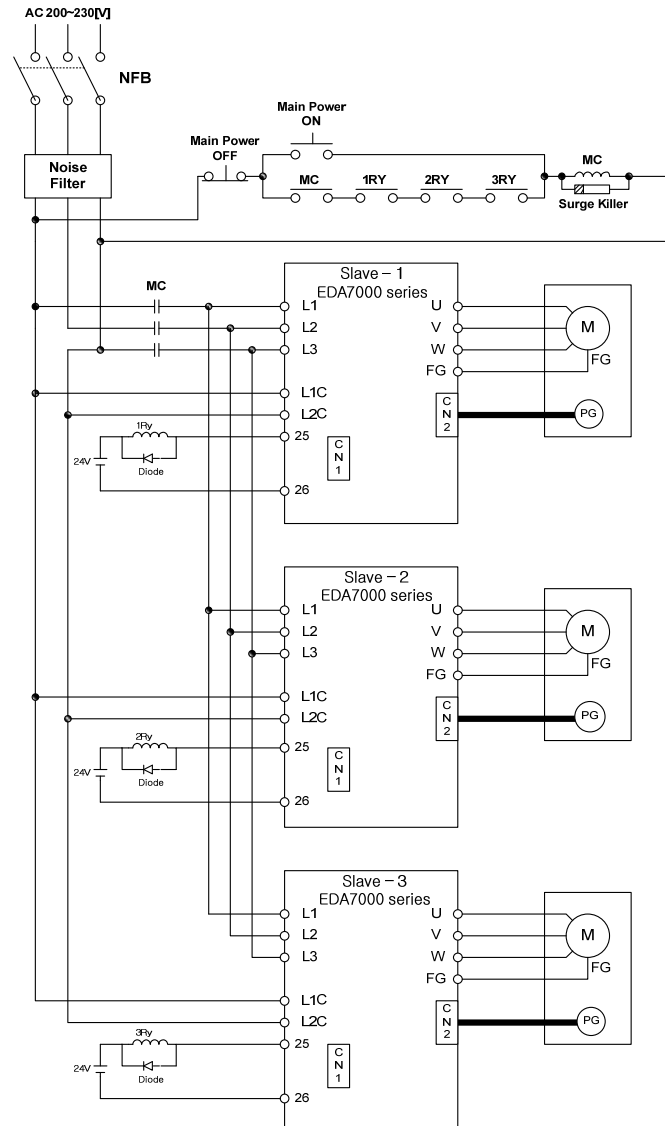 AC 200~230[V]
NFB
Noise
Filter
Main Power
OFF
Main Power
ON
MC
1RY
2RY
3RY
MC
Surge Killer
MC
Slave – 1
EDA7000 series
L1
L2
L3
L1C
L2C
25
26
U
V
W
FG
C
N
2
C
N
1
M
FG
PG
1Ry
24V
Diode
Slave – 2
EDA7000 series
L1
L2
L3
L1C
L2C
25
26
U
V
W
FG
C
N
2
C
N
1
M
FG
PG
2Ry
24V
Diode
Slave – 3
EDA7000 series
L1
L2
L3
L1C
L2C
25
26
U
V
W
FG
C
N
2
C
N
1
M
FG
PG
3Ry
24V
Diode